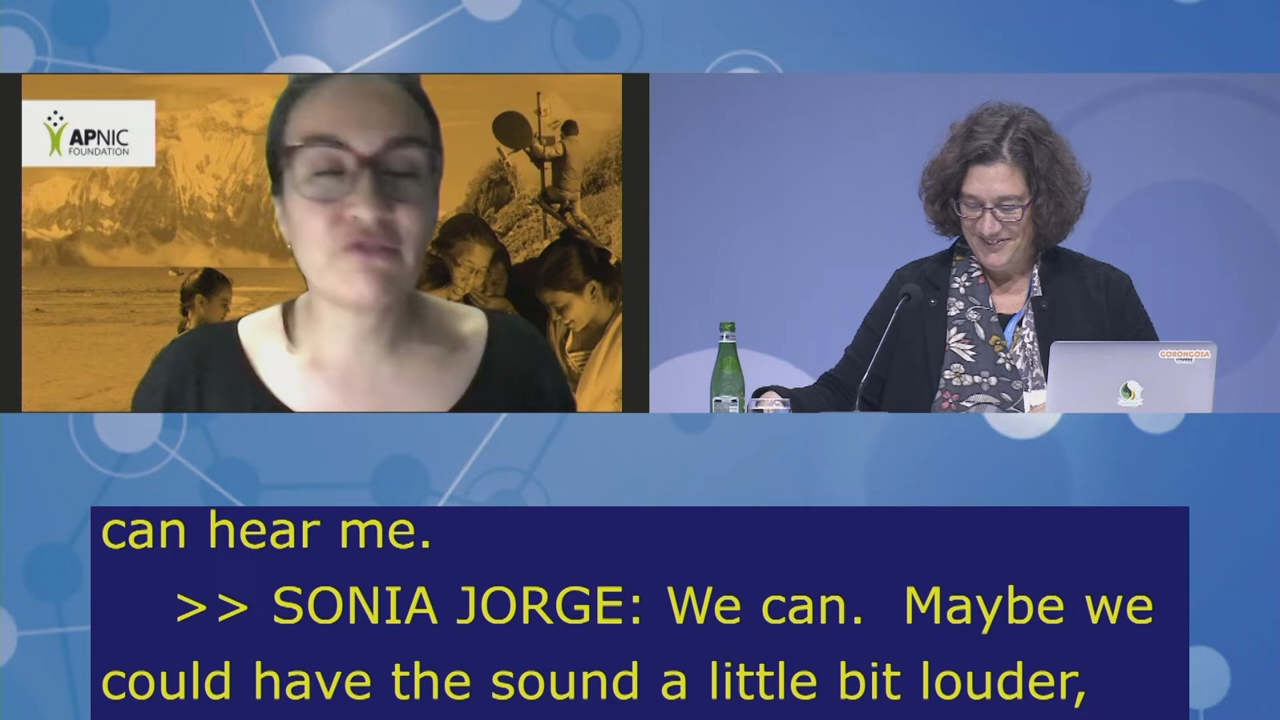 APNIC
FOUNDATION
GORONGOSA
can hear me.
>> SONIA JORGE: We can.  Maybe we
could have the sound a little bit louder,